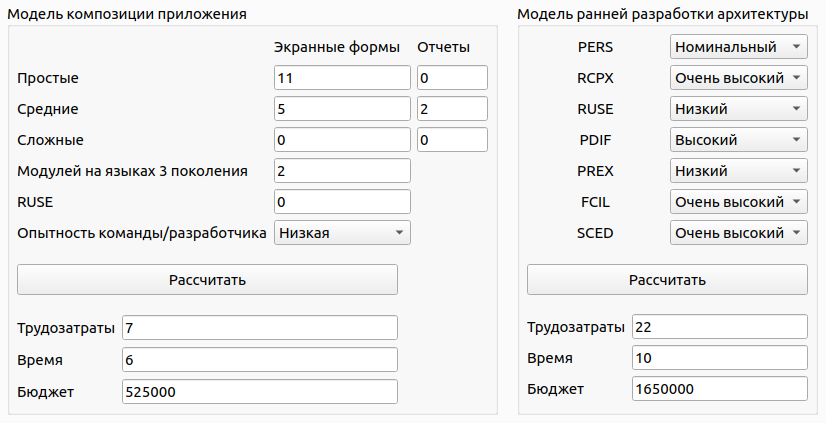 Модель композиции приложения
Экранные формы Отчеты
Простые 11 0
Средние 5 2
Сложные 0 0
Модулей на языках 3 поколения 2
RUSE 0
Опытность команды/разработчика Низкая
Рассчитать
Трудозатраты 7
Время 6
Бюджет 525000
Модель ранней разработки архитектуры
PERS Номинальный
RCPX Очень высокий
RUSE Низкий
PDIF Высокий
PREX Низкий
FCIL Очень высокий
SCED Очень высокий
Рассчитать
Трудозатраты 22
Время 10
Бюджет 1650000